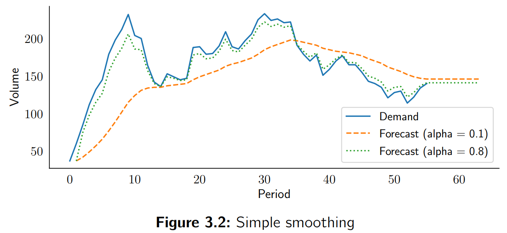 200
150
100
50
Volume
0
10
20
30
40
50
60
Period
Demand
Forecast (alpha = 0.1)
Forecast (alpha = 0.8)
Figure 3.2: Simple smoothing